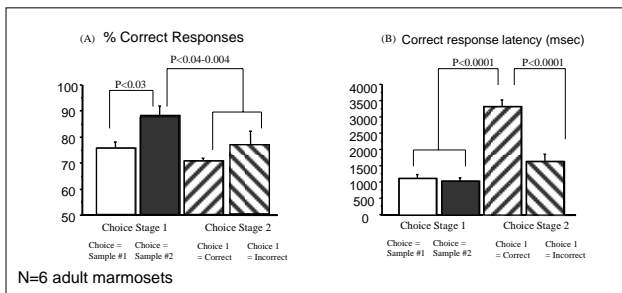 (A) % Correct Responses
P<0.04-0.004
P<0.03
100
90
80
70
60
50
Choice Stage 1 Choice Stage 2
Choice = Sample #1
Choice = Sample #2
Choice 1 = Correct
Choice 1 = Incorrect
(B) Correct response latency (msec)
P<0.0001 P<0.0001
4000
3500
3000
2500
2000
1500
1000
500
0
Choice Stage 1 Choice Stage 2
Choice = Sample #1
Choice = Sample #2
Choice 1 = Correct
Choice 1 = Incorrect
N=6 adult marmosets